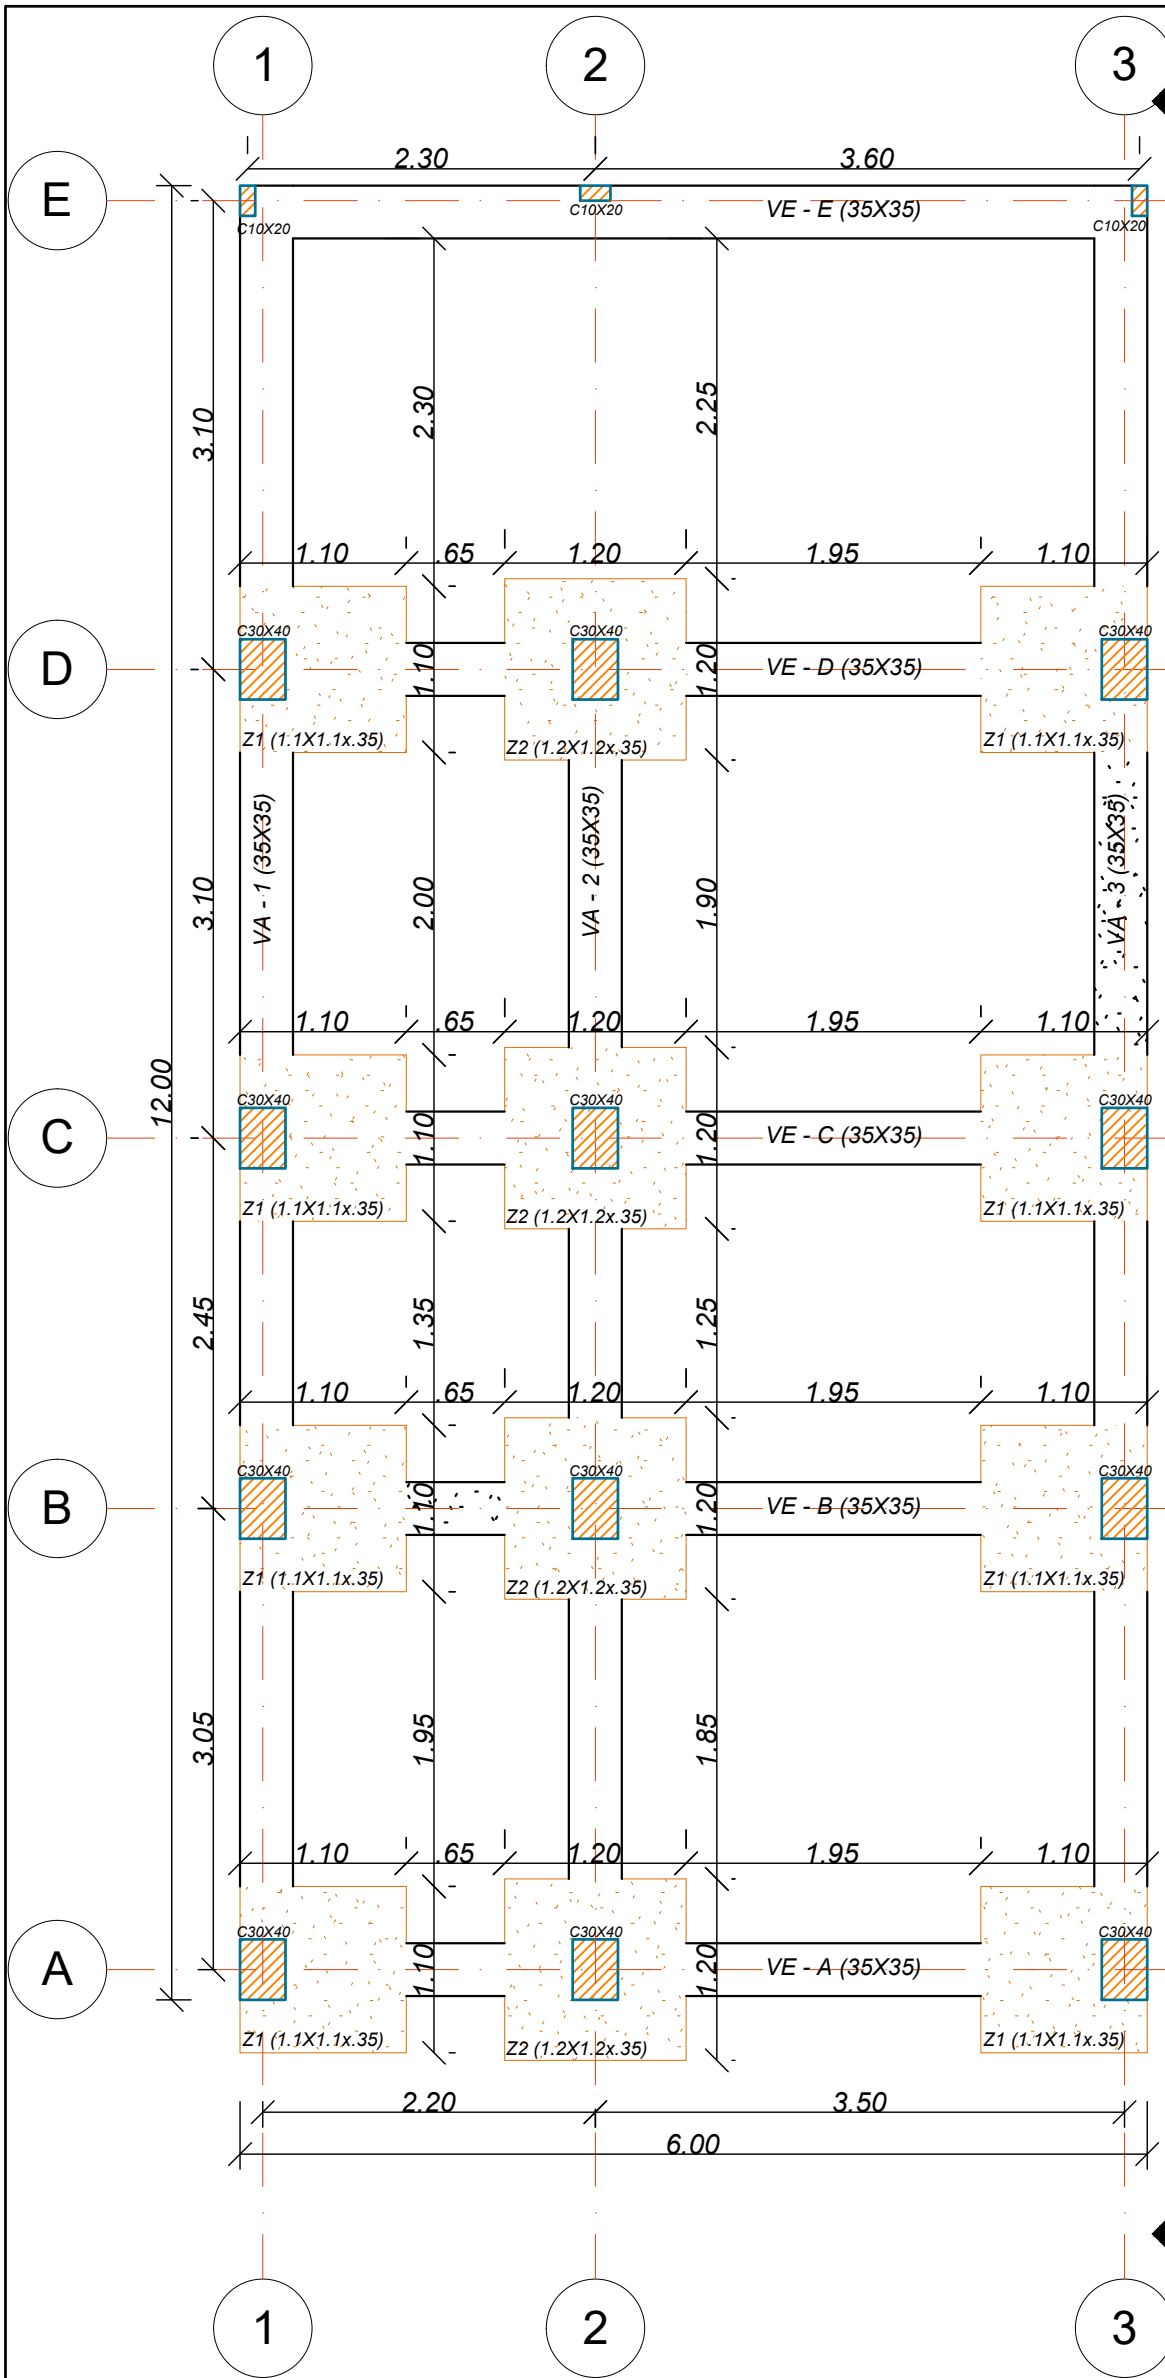 1 2 3
2.30 3.60
E
C10X20 C10X20 VE - E (35X35) C10X20
3.10 2.30 2.25
1.10 .65 1.20 1.95 1.10
C30X40 C30X40 C30X40
D 1.10 1.20 VE - D (35X35)
Z1 (1.1X1.1x.35) Z2 (1.2X1.2x.35) Z1 (1.1X1.1x.35)
VA - 1 (35X35) VA - 2 (35X35) VA - 3 (35X35)
3.10 2.00 1.90
1.10 .65 1.20 1.95 1.10
12.00
C30X40 C30X40 C30X40
C 1.10 1.20 VE - C (35X35)
Z1 (1.1X1.1x.35) Z2 (1.2X1.2x.35) Z1 (1.1X1.1x.35)
2.45 1.35 1.25
1.10 .65 1.20 1.95 1.10
C30X40 C30X40 C30X40
B 1.10 1.20 VE - B (35X35)
Z1 (1.1X1.1x.35) Z2 (1.2X1.2x.35) Z1 (1.1X1.1x.35)
3.05 1.95 1.85
1.10 .65 1.20 1.95 1.10
C30X40 C30X40 C30X40
A 1.10 1.20 VE - A (35X35)
Z1 (1.1X1.1x.35) Z2 (1.2X1.2x.35) Z1 (1.1X1.1x.35)
2.20 3.50
6.00
1 2 3